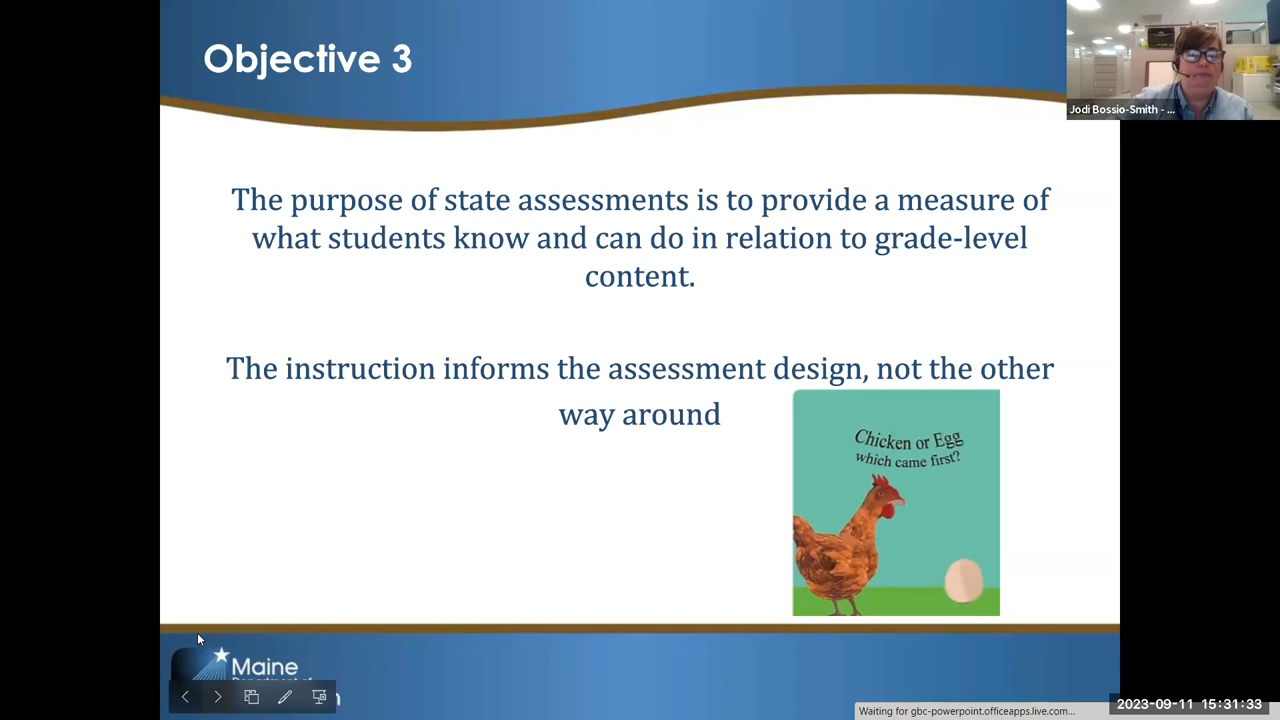 Objective 3
Jodi Bossio-Smith - ...
The purpose of state assessments is to provide a measure of
what students know and can do in relation to grade-level
content.
The instruction informs the assessment design, not the other
way around
Chicken or Egg
which came first?
Maine
Waiting for gbc-powerpoint.officeapps.live.com...
2023-09-11 15:31:33